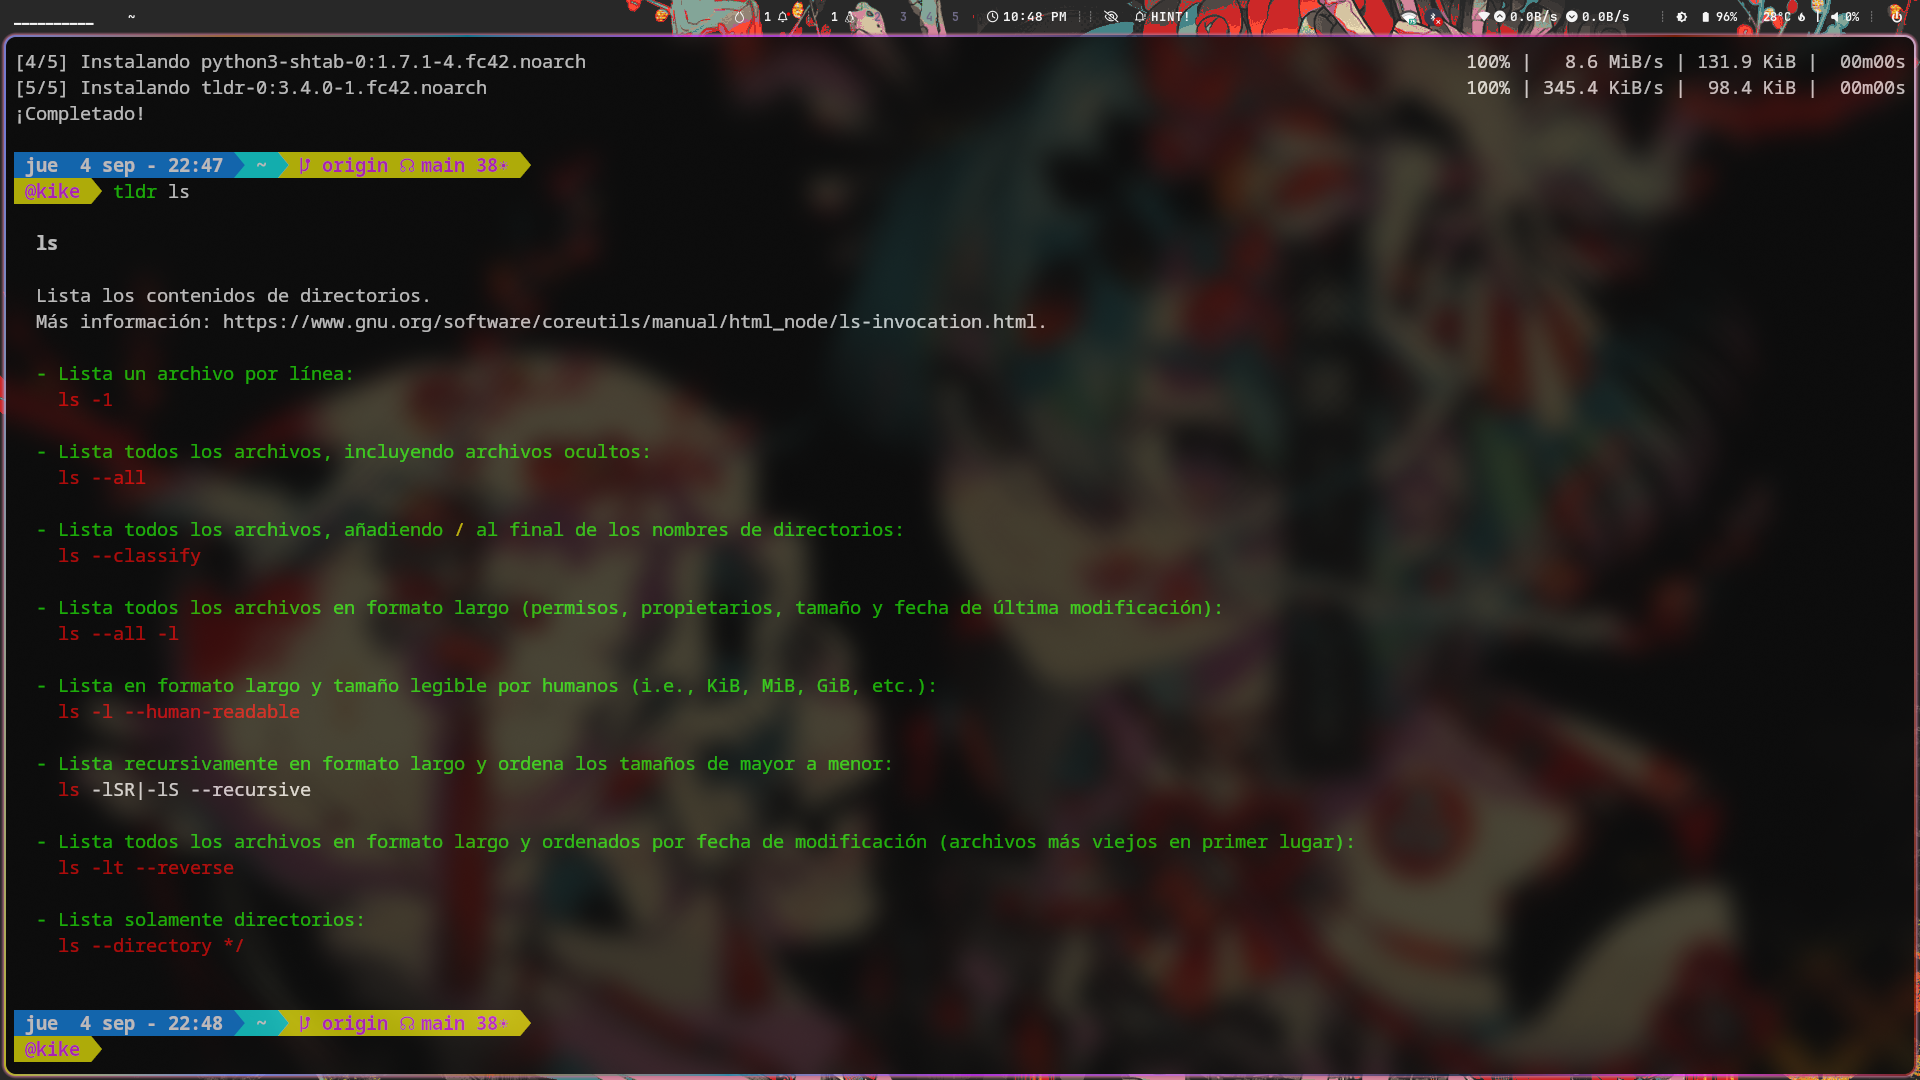 __________ ~ 1 1 2 3 4 5 10:48 PM HINT! 0.0B/s 0.0B/s 96% 28°C 0%
[4/5] Instalando python3-shtab-0:1.7.1-4.fc42.noarch 100% | 8.6 MiB/s | 131.9 KiB | 00m00s
[5/5] Instalando tldr-0:3.4.0-1.fc42.noarch 100% | 345.4 KiB/s | 98.4 KiB | 00m00s
¡Completado!
jue 4 sep - 22:47 ~ origin main 38
@kike tldr ls
ls
Lista los contenidos de directorios.
Más información: https://www.gnu.org/software/coreutils/manual/html_node/ls-invocation.html.
- Lista un archivo por línea:
ls -1
- Lista todos los archivos, incluyendo archivos ocultos:
ls --all
- Lista todos los archivos, añadiendo / al final de los nombres de directorios:
ls --classify
- Lista todos los archivos en formato largo (permisos, propietarios, tamaño y fecha de última modificación):
ls --all -l
- Lista en formato largo y tamaño legible por humanos (i.e., KiB, MiB, GiB, etc.):
ls -l --human-readable
- Lista recursivamente en formato largo y ordena los tamaños de mayor a menor:
ls -lSR|-lS --recursive
- Lista todos los archivos en formato largo y ordenados por fecha de modificación (archivos más viejos en primer lugar):
ls -lt --reverse
- Lista solamente directorios:
ls --directory */
jue 4 sep - 22:48 ~ origin main 38
@kike